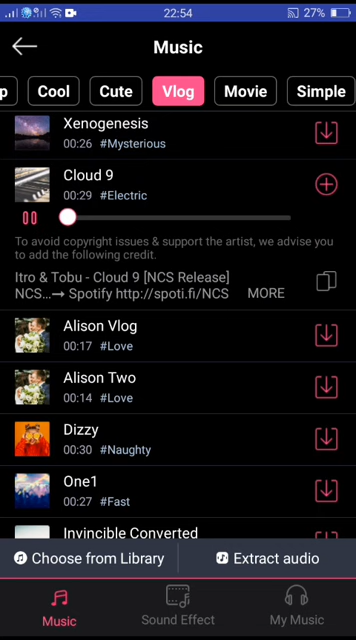 22:54
27%
Music
p
Cool
Cute
Vlog
Movie
Simple
Xenogenesis
00:26 #Mysterious
Cloud 9
00:29 #Electric
To avoid copyright issues & support the artist, we advise you
to add the following credit.
Itro & Tobu - Cloud 9 [NCS Release]
NCS...→ Spotify http://spoti.fi/NCS
MORE
Alison Vlog
00:17 #Love
Alison Two
00:14 #Love
Dizzy
00:30 #Naughty
One1
00:27 #Fast
Invincible Converted
Choose from Library
Extract audio
Music
Sound Effect
My Music